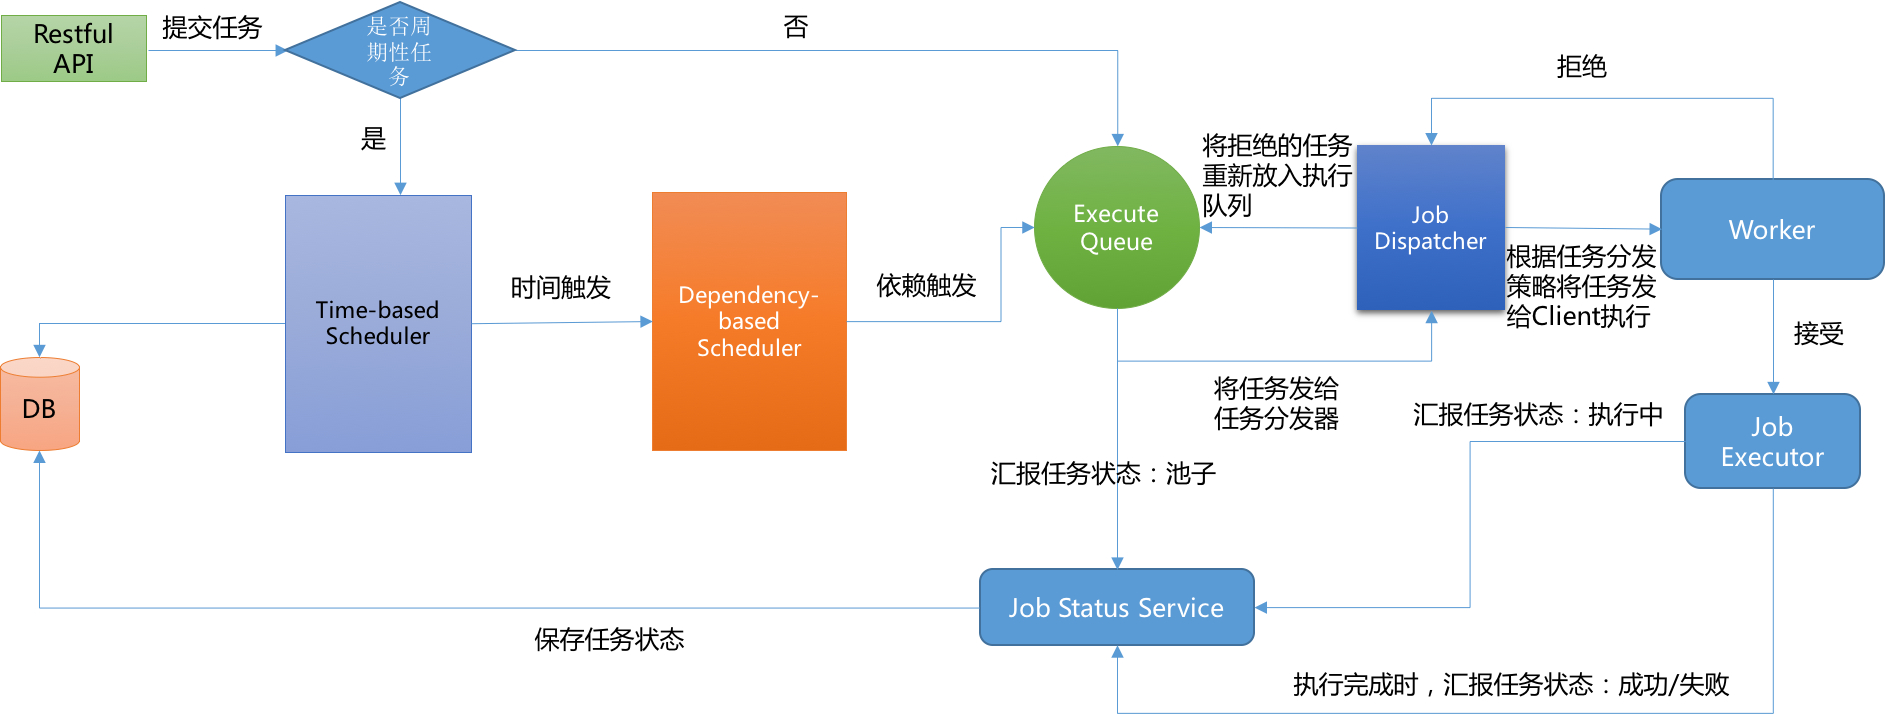 Restful
API
提交任务
是否周
期性任
务
否
是
拒绝
将拒绝的任务
重新放入执行
队列
Execute
Queue
Job
Dispatcher
Worker
根据任务分发
策略将任务发
给Client执行
Time-based
Scheduler
时间触发
Dependency-
based
Scheduler
依赖触发
接受
DB
将任务发给
任务分发器
汇报任务状态：执行中
Job
Executor
汇报任务状态：池子
Job Status Service
保存任务状态
执行完成时，汇报任务状态：成功/失败